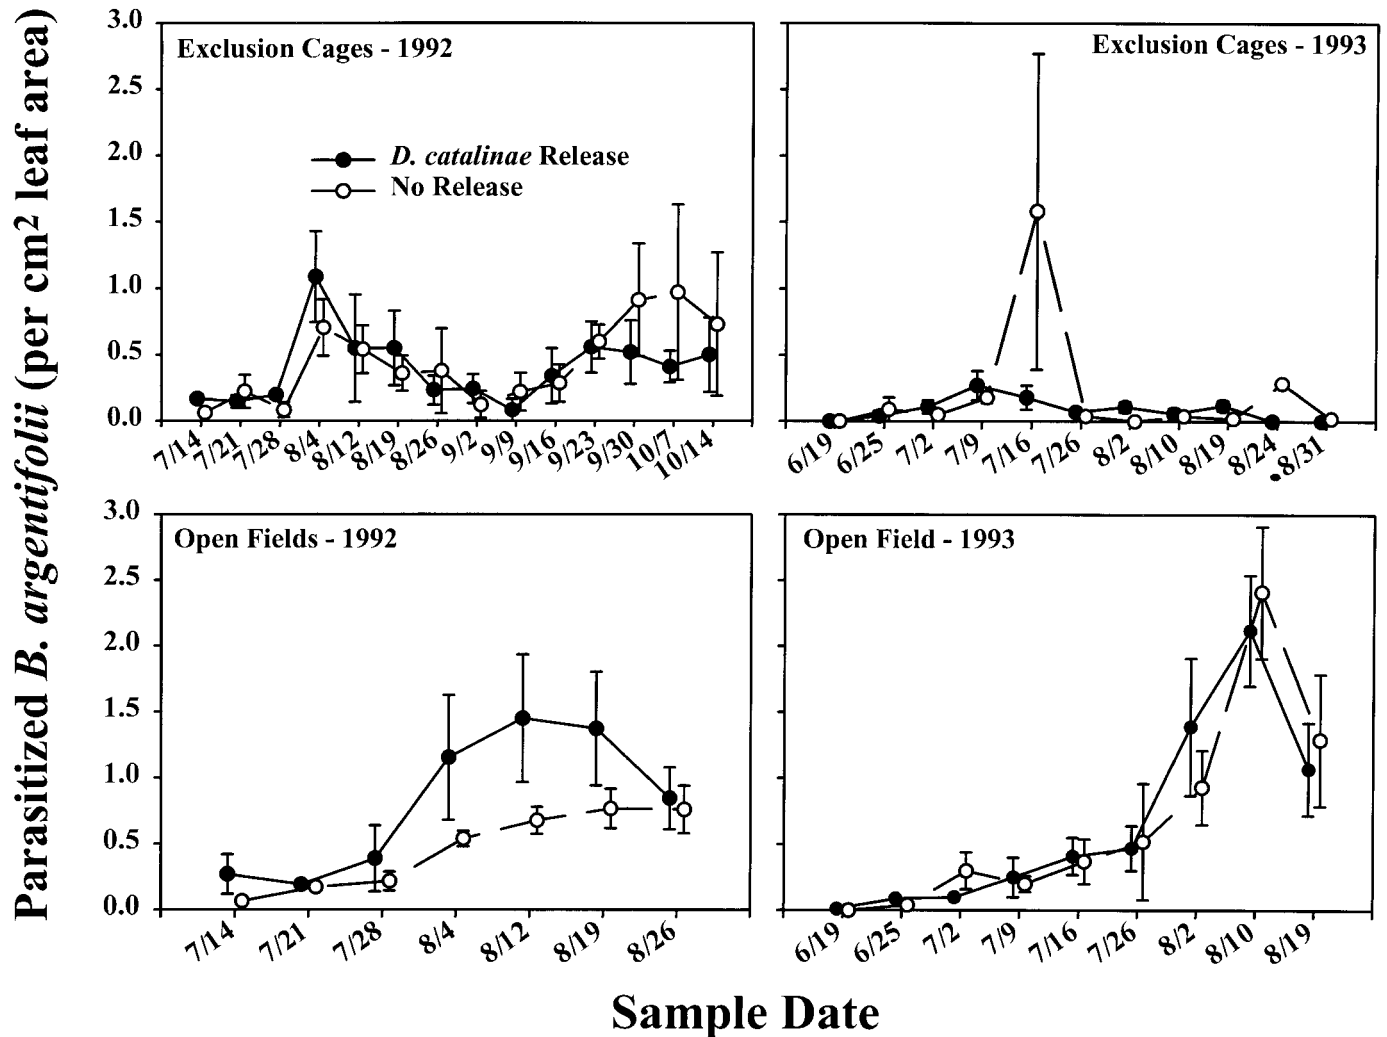 Parasitized B. argentifolii (per cm² leaf area)
Exclusion Cages - 1992
3.0
2.5
2.0
1.5
1.0
0.5
0.0
D. catalinae Release
No Release
7/14 7/21 7/28 8/4 8/12 8/19 8/26 9/2 9/9 9/16 9/23 9/30 10/7 10/14
Exclusion Cages - 1993
6/19 6/25 7/2 7/9 7/16 7/26 8/2 8/10 8/19 8/24 8/31
Open Fields - 1992
3.0
2.5
2.0
1.5
1.0
0.5
0.0
7/14 7/21 7/28 8/4 8/12 8/19 8/26
Open Field - 1993
6/19 6/25 7/2 7/9 7/16 7/26 8/2 8/10 8/19
Sample Date